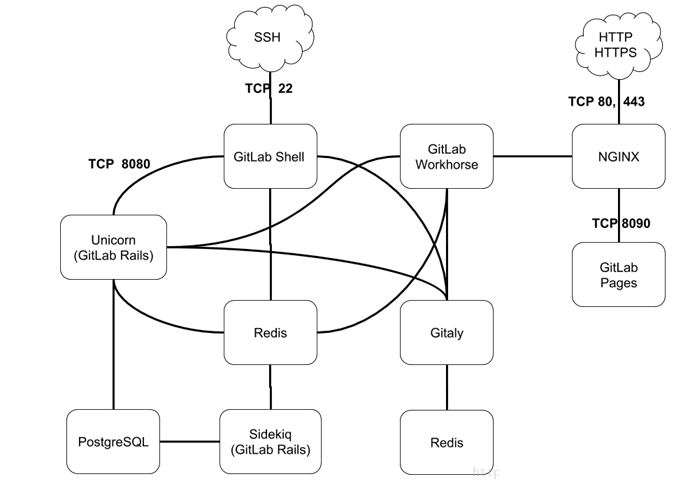 SSH
HTTP
HTTPS
TCP 22
TCP 80, 443
TCP 8080
GitLab Shell
GitLab
Workhorse
NGINX
TCP 8090
Unicorn
(GitLab Rails)
GitLab
Pages
Redis
Gitaly
PostgreSQL
Sidekiq
(GitLab Rails)
Redis